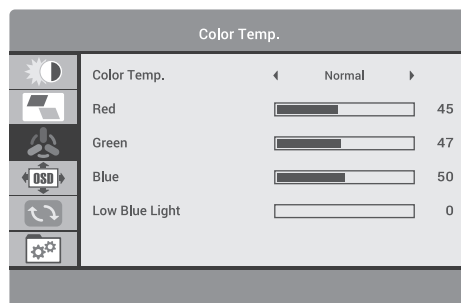 Color Temp.
Color Temp. Normal
Red 45
Green 47
Blue 50
OSD
Low Blue Light 0